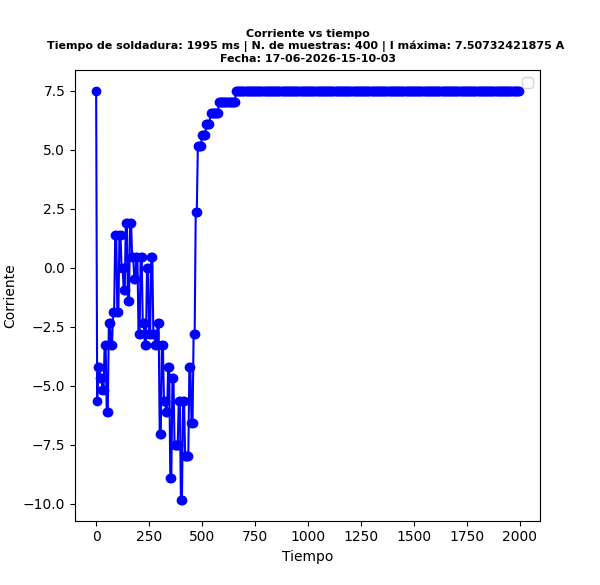 Corriente vs tiempo
Tiempo de soldadura: 1995 ms | N. de muestras: 400 | I máxima: 7.50732421875 A
Fecha: 17-06-2026-15-10-03
7.5
5.0
2.5
0.0
−2.5
−5.0
−7.5
−10.0
Corriente
0 250 500 750 1000 1250 1500 1750 2000
Tiempo